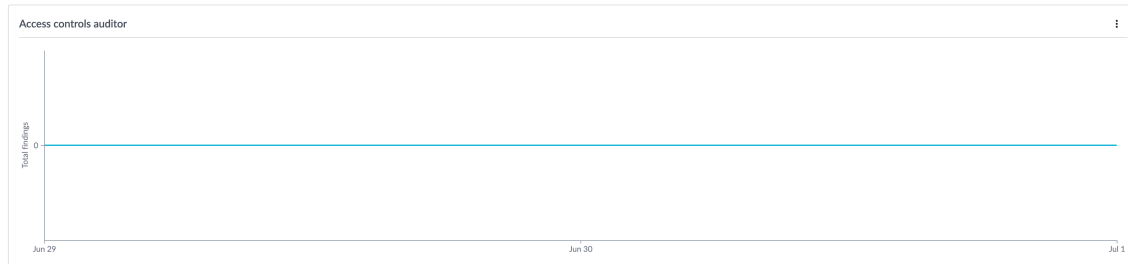 Access controls auditor
Total findings
0
Jun 29
Jun 30
Jul 1